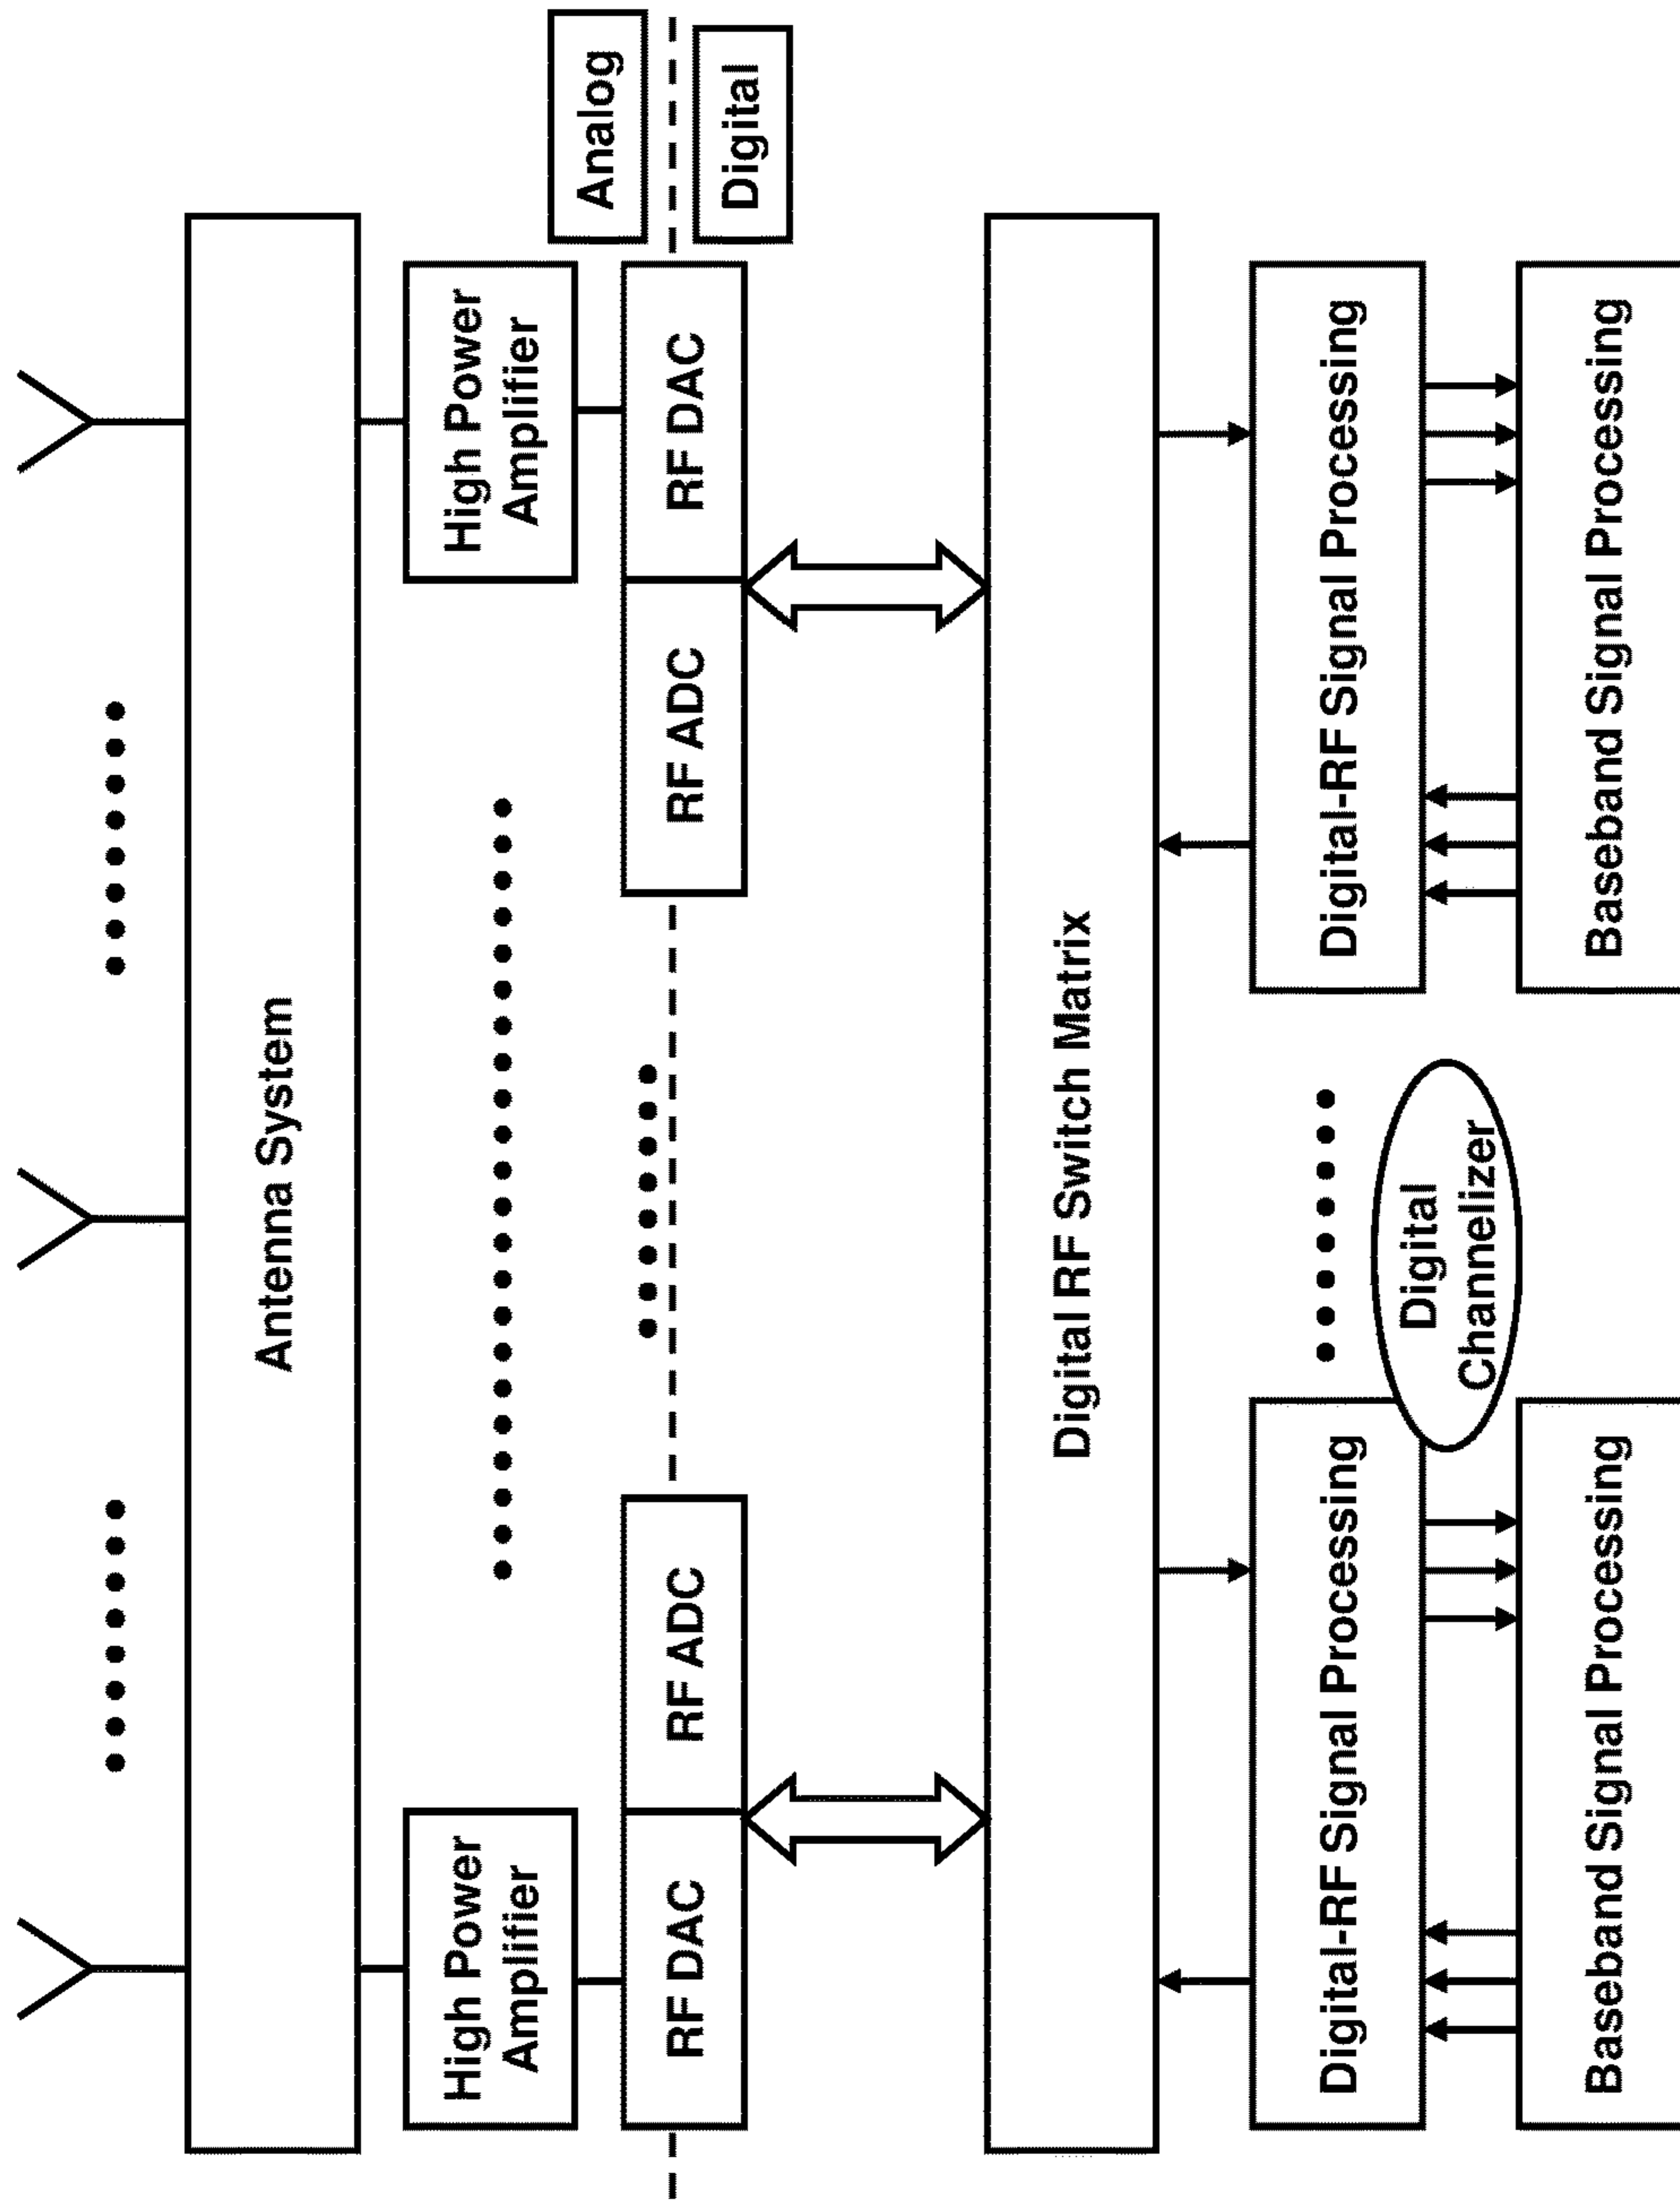 Antenna System
High Power
Amplifier
High Power
Amplifier
Analog
RF DAC
RF ADC
RF ADC
RF DAC
Digital
Digital RF Switch Matrix
Digital-RF Signal Processing
Digital-RF Signal Processing
Digital
Channelizer
Baseband Signal Processing
Baseband Signal Processing